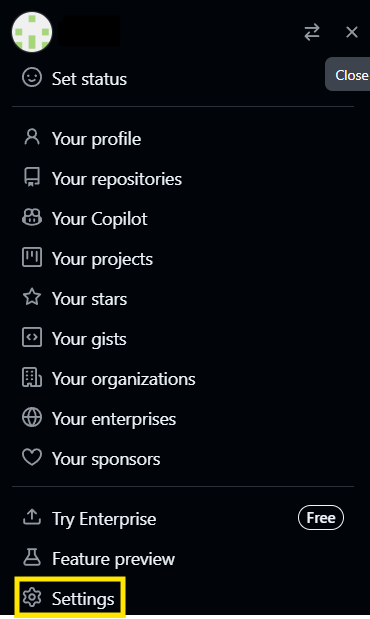 Close
Set status
Your profile
Your repositories
Your Copilot
Your projects
Your stars
Your gists
Your organizations
Your enterprises
Your sponsors
Try Enterprise Free
Feature preview
Settings